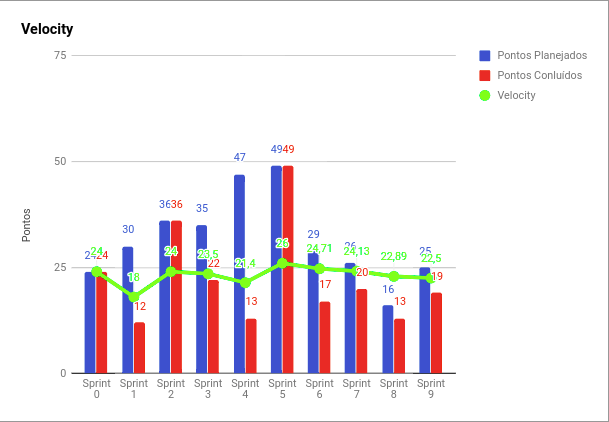 Velocity
75
50
25
0
Pontos
Pontos Planejados
Pontos Conluídos
Velocity
24 24 24
30 18 12
36 36 24
35 23,5 22
47 21,4 13
49 49 26
29 24,71 17
26 24,13 20
22,89 16 13
25 22,5 19
Sprint 0
Sprint 1
Sprint 2
Sprint 3
Sprint 4
Sprint 5
Sprint 6
Sprint 7
Sprint 8
Sprint 9